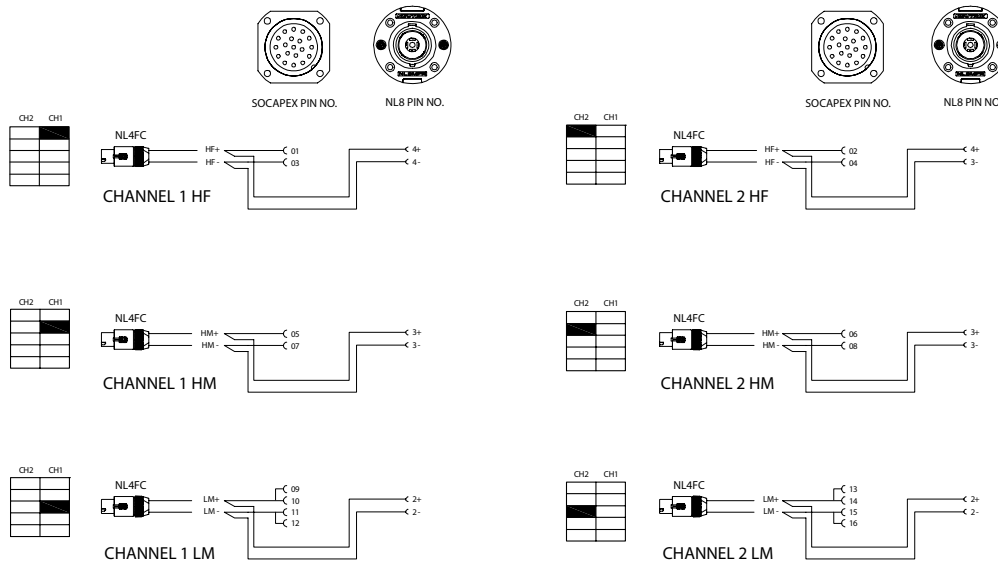 SOCAPEX PIN NO. NL8 PIN NO.
CH2 CH1
NL4FC
HF+ 01 4+
HF - 03 4 -
CHANNEL 1 HF
CH2 CH1
NL4FC
HM+ 05 3+
HM - 07 3 -
CHANNEL 1 HM
CH2 CH1
NL4FC
09
LM+ 10 2+
LM - 11 2 -
12
CHANNEL 1 LM
SOCAPEX PIN NO. NL8 PIN NO
CH2 CH1
NL4FC
HF+ 02 4+
HF - 04 3-
CHANNEL 2 HF
CH2 CH1
NL4FC
HM+ 06 3+
HM - 08 3-
CHANNEL 2 HM
CH2 CH1
NL4FC
13
LM+ 14 2+
LM - 15 2 -
16
CHANNEL 2 LM